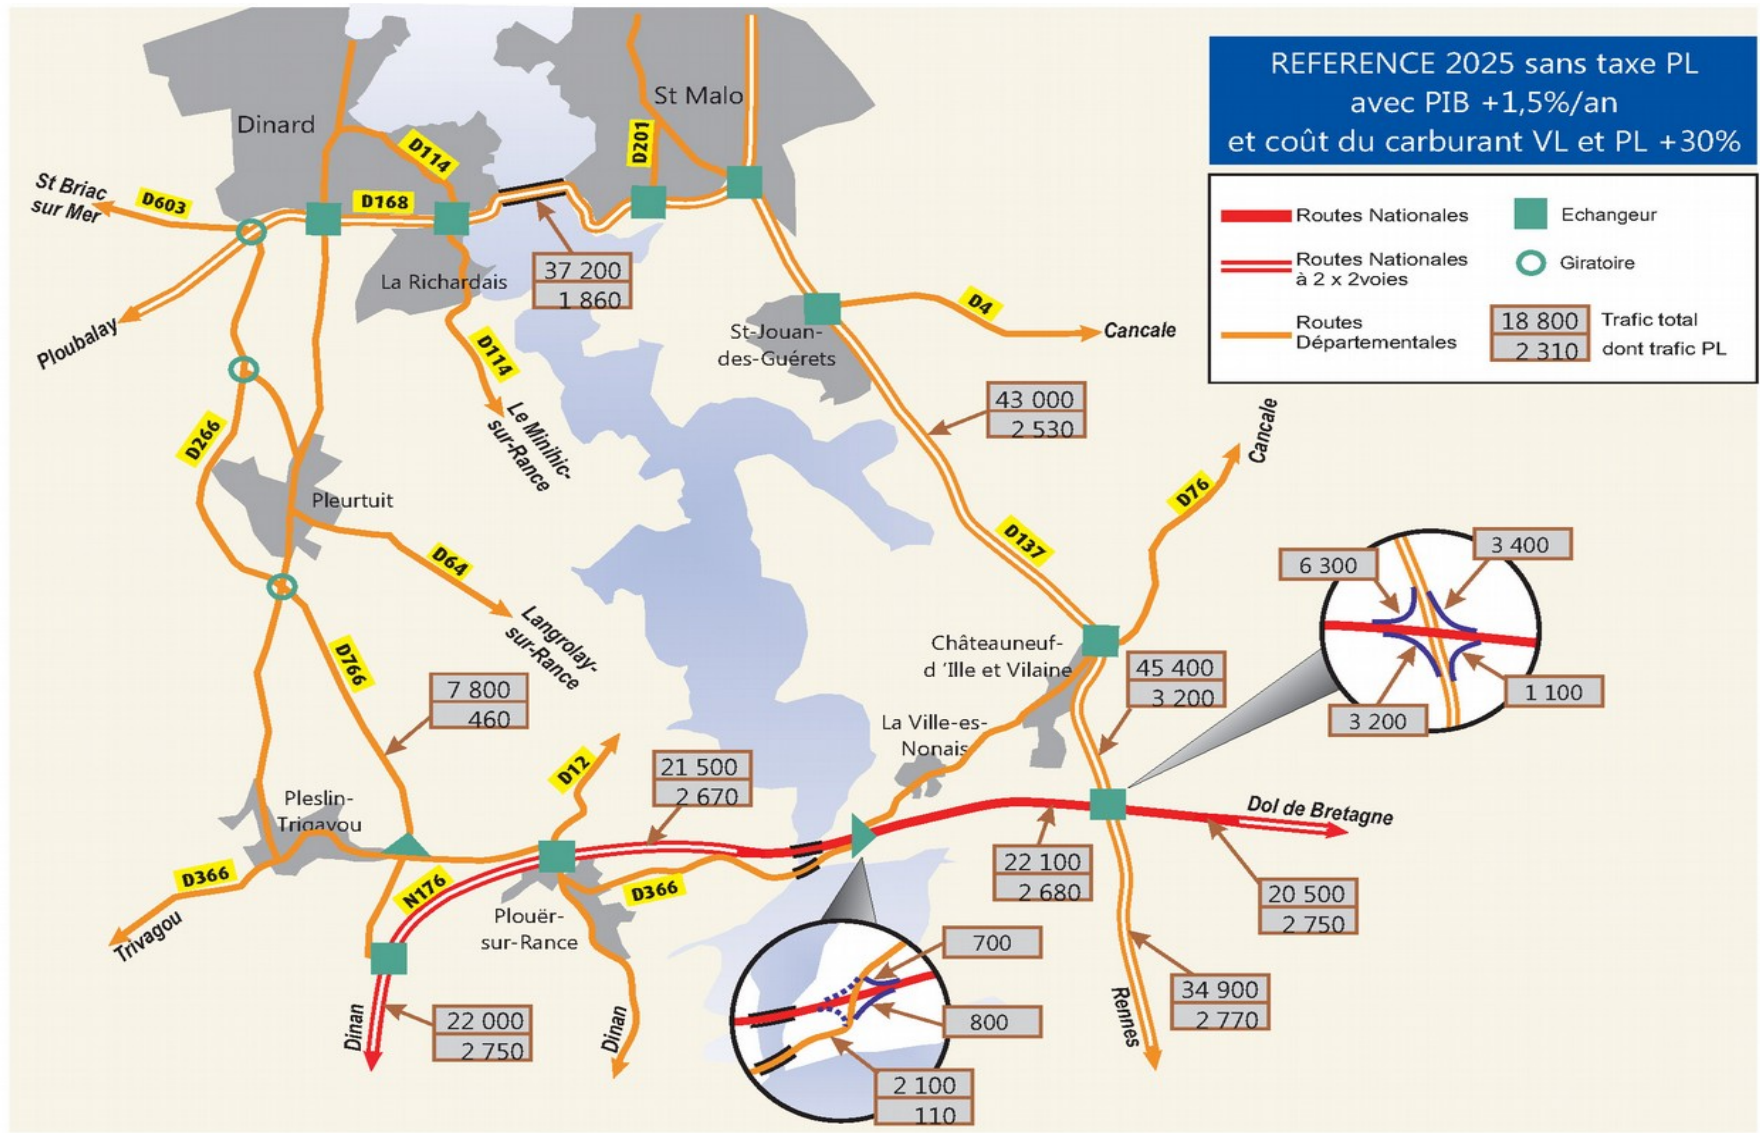 REFERENCE 2025 sans taxe PL
avec PIB +1,5%/an
et coût du carburant VL et PL +30%
Routes Nationales
Echangeur
Routes Nationales
à 2 x 2voies
Giratoire
Routes
Départementales
18 800
2 310
Trafic total
dont trafic PL
St Malo
Dinard
D201
D114
St Briac
sur Mer
D603
D168
La Richardais
37 200
1 860
Ploubalay
D114
Le Minihic-
sur-Rance
St-Jouan-
des-Guérets
D4
Cancale
43 000
2 530
Cancale
D266
Pleurtuit
D76
D137
D64
Langrolay-
sur-Rance
6 300
3 400
3 200
1 100
D766
7 800
460
Châteauneuf-
d 'Ille et Vilaine
45 400
3 200
La Ville-es-
Nonais
D12
21 500
2 670
Pleslin-
Trigavou
Dol de Bretagne
D366
Trivagou
N176
D366
Plouër-
sur-Rance
22 100
2 680
20 500
2 750
700
800
2 100
110
34 900
2 770
Rennes
Dinan
22 000
2 750
Dinan